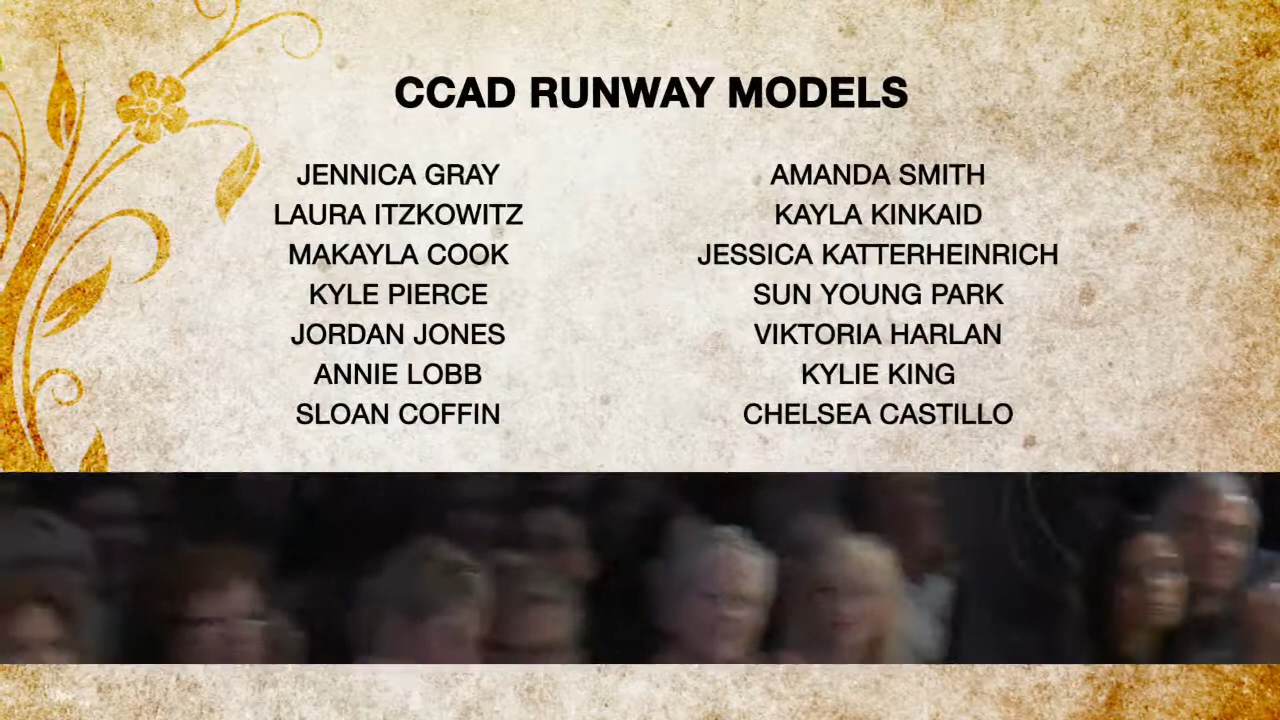 CCAD RUNWAY MODELS
JENNICA GRAY
LAURA ITZKOWITZ
MAKAYLA COOK
KYLE PIERCE
JORDAN JONES
ANNIE LOBB
SLOAN COFFIN
AMANDA SMITH
KAYLA KINKAID
JESSICA KATTERHEINRICH
SUN YOUNG PARK
VIKTORIA HARLAN
KYLIE KING
CHELSEA CASTILLO